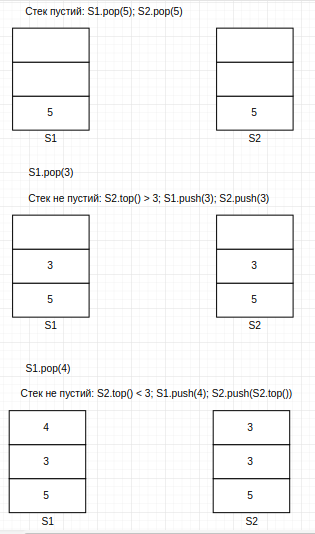 Стек пустий: S1.pop(5); S2.pop(5)
5 5
S1 S2
S1.pop(3)
Стек не пустий: S2.top() > 3; S1.push(3); S2.push(3)
3 3
5 5
S1 S2
S1.pop(4)
Стек не пустий: S2.top() < 3; S1.push(4); S2.push(S2.top())
4 3
3 3
5 5
S1 S2